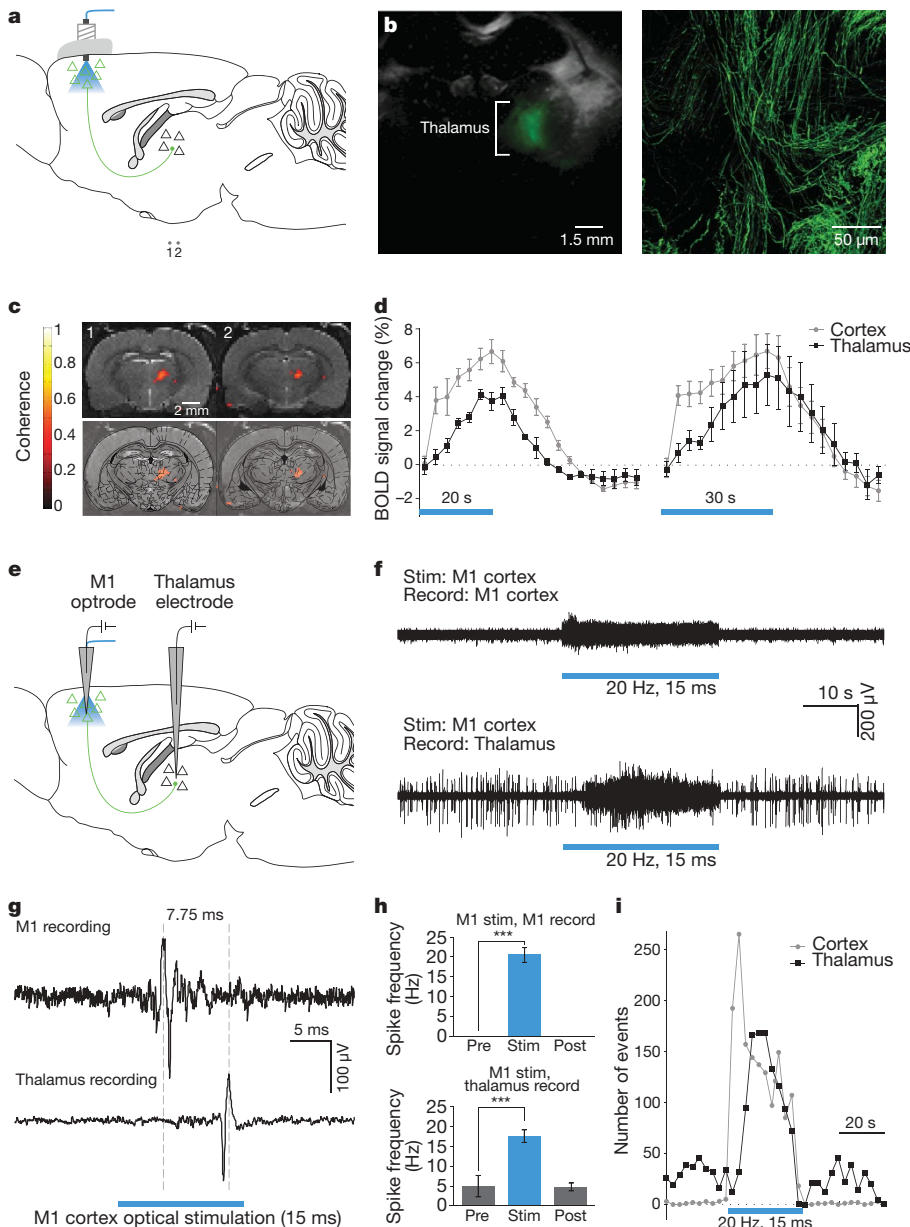 a
1 2
b
Thalamus
1.5 mm
50 µm
c
Coherence
1
0.8
0.6
0.4
0.2
0
1
2
2 mm
d
BOLD signal change (%)
8
6
4
2
0
−2
Cortex
Thalamus
20 s
30 s
e
M1
optrode
Thalamus
electrode
f
Stim: M1 cortex
Record: M1 cortex
20 Hz, 15 ms
10 s
200 µV
Stim: M1 cortex
Record: Thalamus
20 Hz, 15 ms
g
7.75 ms
M1 recording
5 ms
100 µV
Thalamus recording
M1 cortex optical stimulation (15 ms)
h
M1 stim, M1 record
***
Spike frequency
(Hz)
25
20
15
10
5
0
Pre Stim Post
M1 stim,
thalamus record
***
Spike frequency
(Hz)
25
20
15
10
5
0
Pre Stim Post
i
Cortex
Thalamus
Number of events
250
200
150
100
50
0
20 s
20 Hz, 15 ms